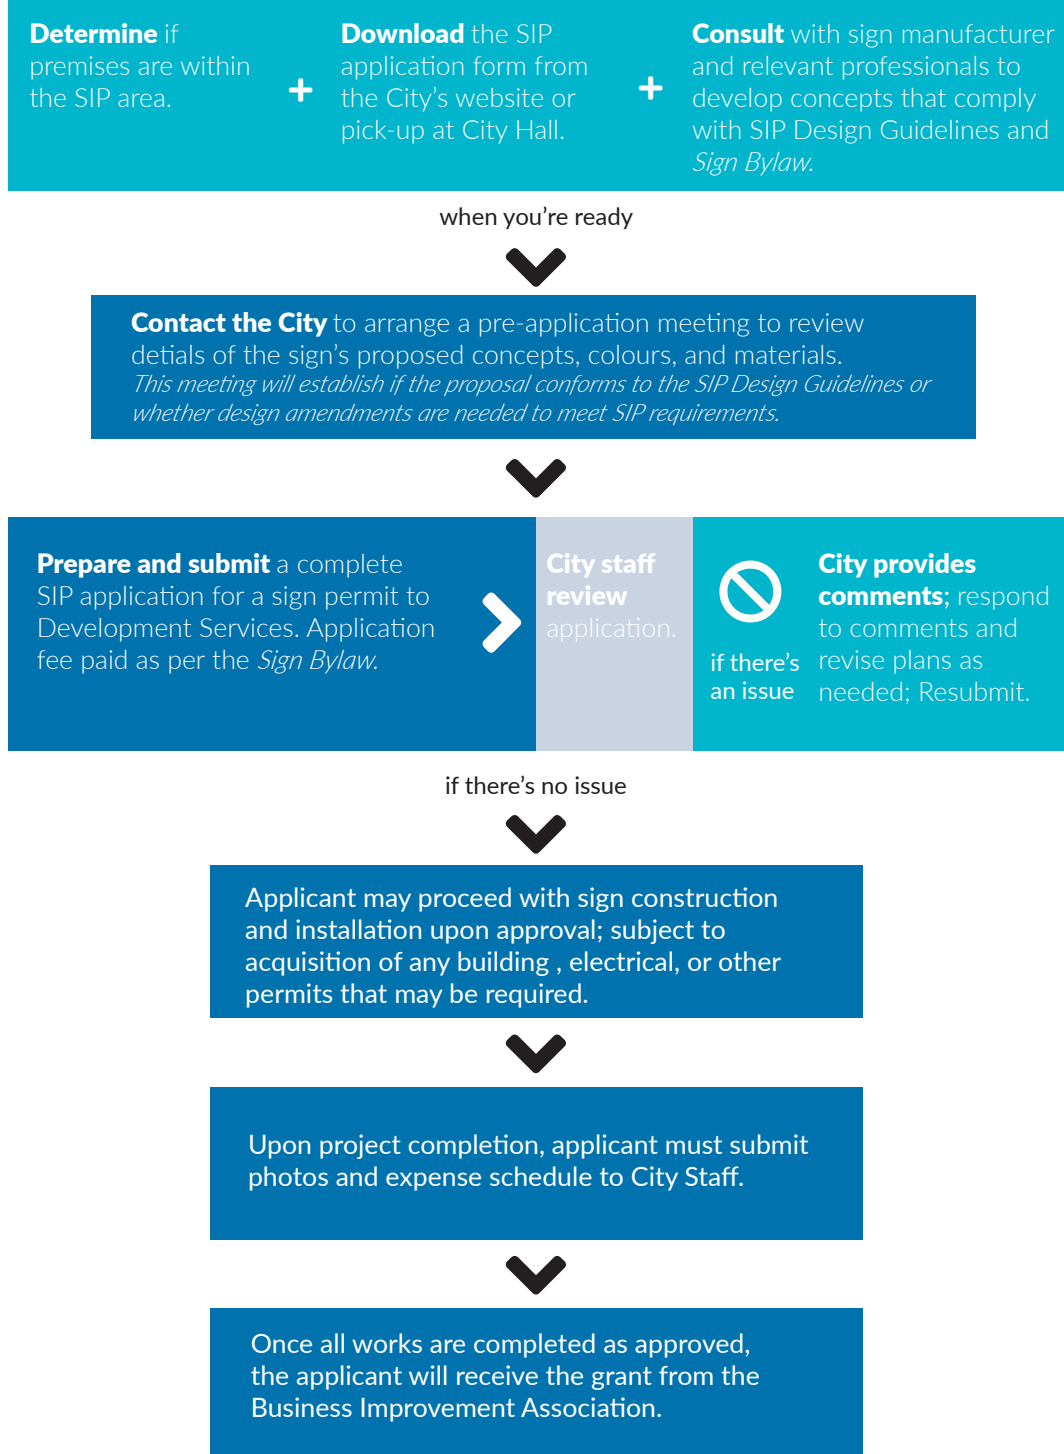 Determine if
premises are within
the SIP area.
+
Download the SIP
application form from
the City's website or
pick-up at City Hall.
+
Consult with sign manufacturer
and relevant professionals to
develop concepts that comply
with SIP Design Guidelines and
Sign Bylaw.
when you're ready
Contact the City to arrange a pre-application meeting to review
detials of the sign's proposed concepts, colours, and materials.
This meeting will establish if the proposal conforms to the SIP Design Guidelines or
whether design amendments are needed to meet SIP requirements.
Prepare and submit a complete
SIP application for a sign permit to
Development Services. Application
fee paid as per the Sign Bylaw.
City staff
review
application.
if there's
an issue
City provides
comments; respond
to comments and
revise plans as
needed; Resubmit.
if there's no issue
Applicant may proceed with sign construction
and installation upon approval; subject to
acquisition of any building , electrical, or other
permits that may be required.
Upon project completion, applicant must submit
photos and expense schedule to City Staff.
Once all works are completed as approved,
the applicant will receive the grant from the
Business Improvement Association.